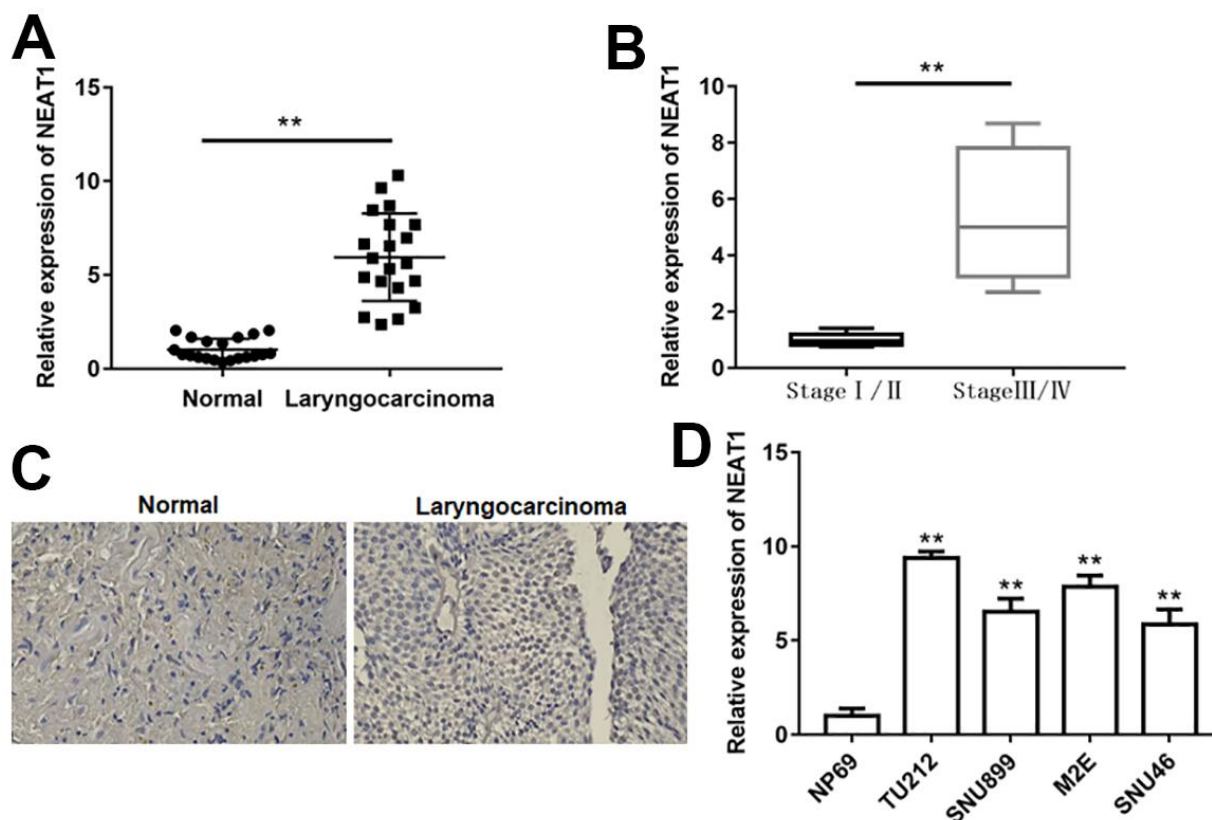 A
Relative expression of NEAT1
15
10
5
0
**
Normal
Laryngocarcinoma
B
Relative expression of NEAT1
10
8
6
4
2
0
**
Stage Ⅰ/Ⅱ
StageⅢ/Ⅳ
C
Normal
Laryngocarcinoma
D
Relative expression of NEAT1
15
10
5
0
**
**
**
**
NP69
TU212
SNU899
M2E
SNU46